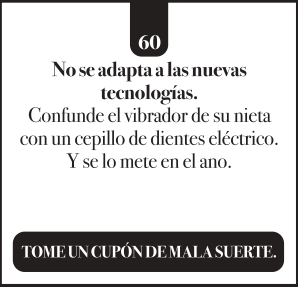 60
No se adapta a las nuevas
tecnologías.
Confunde el vibrador de su nieta
con un cepillo de dientes eléctrico.
Y se lo mete en el ano.
TOME UN CUPÓN DE MALA SUERTE.